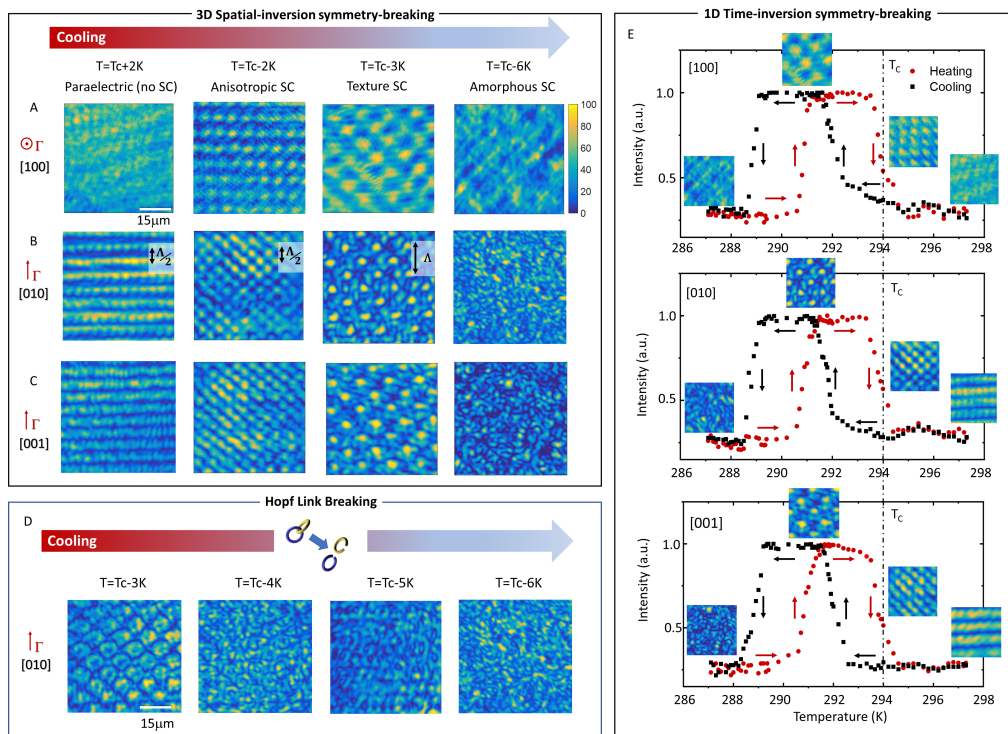 3D Spatial-inversion symmetry-breaking
Cooling
T=Tc+2K T=Tc-2K T=Tc-3K T=Tc-6K
Paraelectric (no SC) Anisotropic SC Texture SC Amorphous SC
A
Γ
[100]
15μm
100
80
60
40
20
0
B
Γ
[010]
Λ/2
Λ/2
Λ
C
Γ
[001]
Hopf Link Breaking
D
Cooling
T=Tc-3K T=Tc-4K T=Tc-5K T=Tc-6K
Γ
[010]
15μm
1D Time-inversion symmetry-breaking
E
[100]
T_C
Heating
Cooling
Intensity (a.u.)
1.0
0.5
286 288 290 292 294 296 298
[010]
T_C
Intensity (a.u.)
1.0
0.5
286 288 290 292 294 296 298
[001]
T_C
Intensity (a.u.)
1.0
0.5
286 288 290 292 294 296 298
Temperature (K)